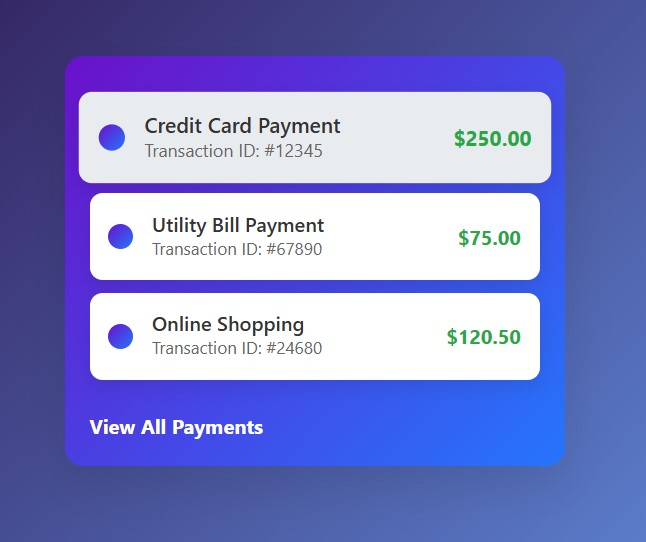 Credit Card Payment
Transaction ID: #12345
$250.00
Utility Bill Payment
Transaction ID: #67890
$75.00
Online Shopping
Transaction ID: #24680
$120.50
View All Payments